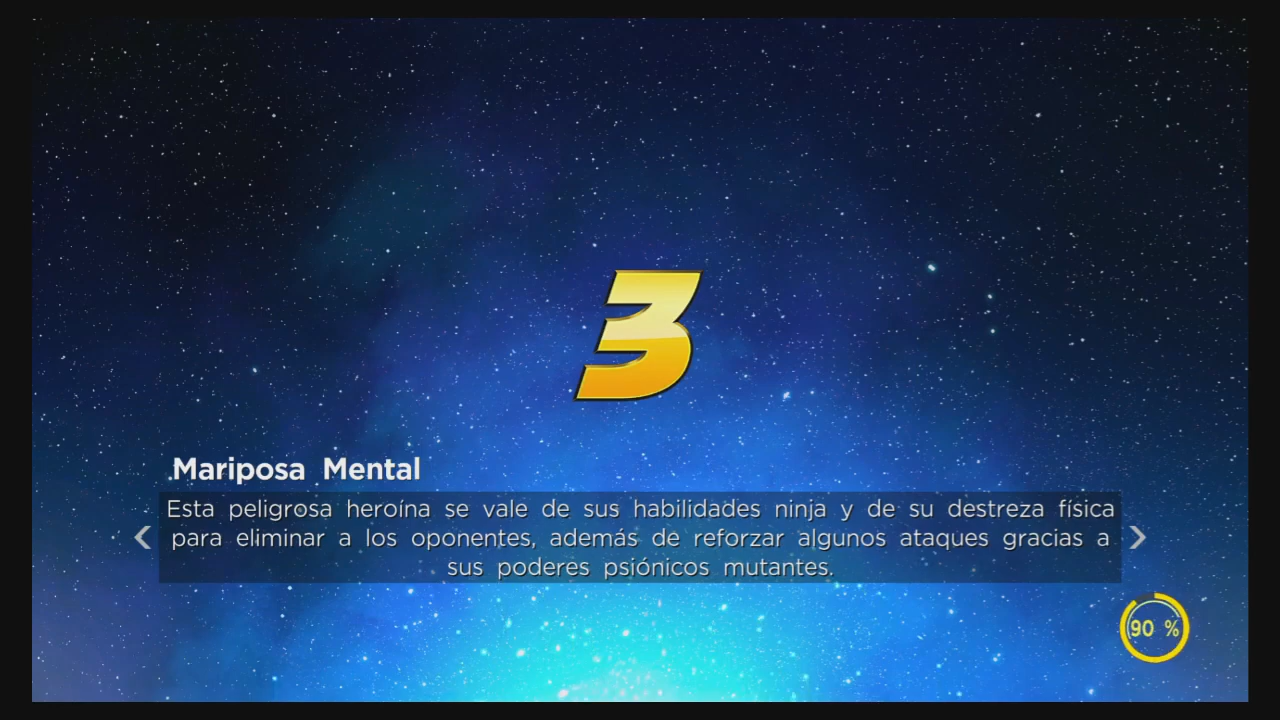 3
Mariposa Mental
Esta peligrosa heroína se vale de sus habilidades ninja y de su destreza física
para eliminar a los oponentes, además de reforzar algunos ataques gracias a
sus poderes psiónicos mutantes.
90 %